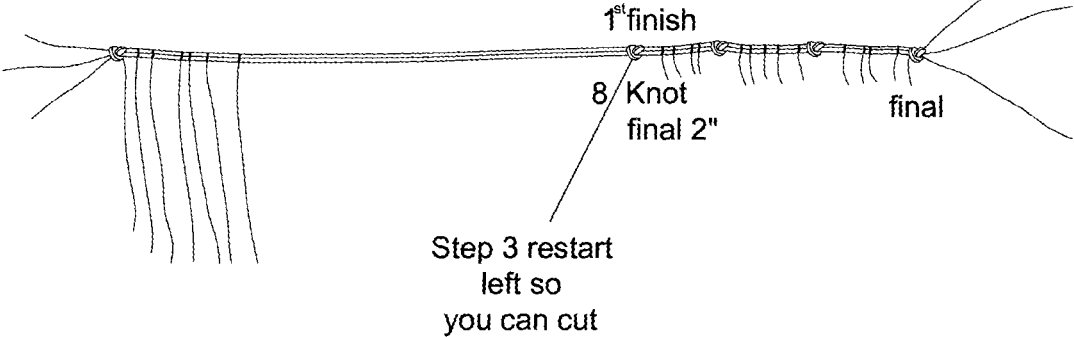 1st finish
8 Knot
final 2"
final
Step 3 restart
left so
you can cut